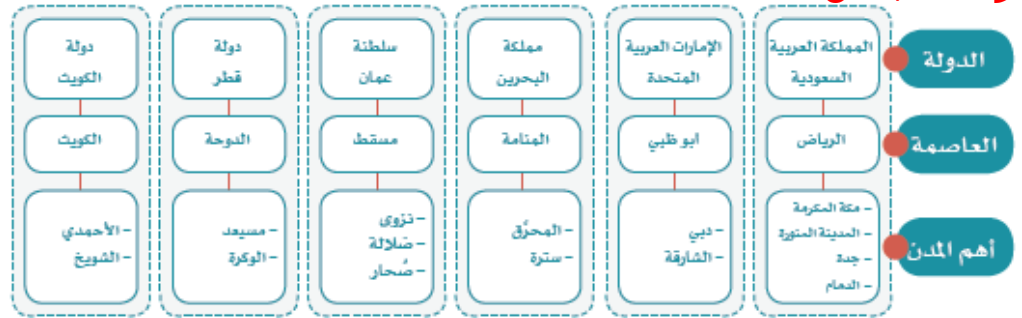 الدولة
المملكة العربية
السعودية
الإمارات العربية
المتحدة
مملكة
البحرين
سلطنة
عمان
دولة
قطر
دولة
الكويت
العاصمة
الرياض
ابو ظبي
المنامة
مسقط
الدوحة
الكويت
أهم المدن
- مكة المكرمة
- المدينة المنورة
- جدة
- الدمام
- دبي
- الشارقة
- المحرَّق
- سترة
- نزوى
- صَلالة
- صُحار
- مسيعد
- الوكرة
- الأحمدي
- الشويخ